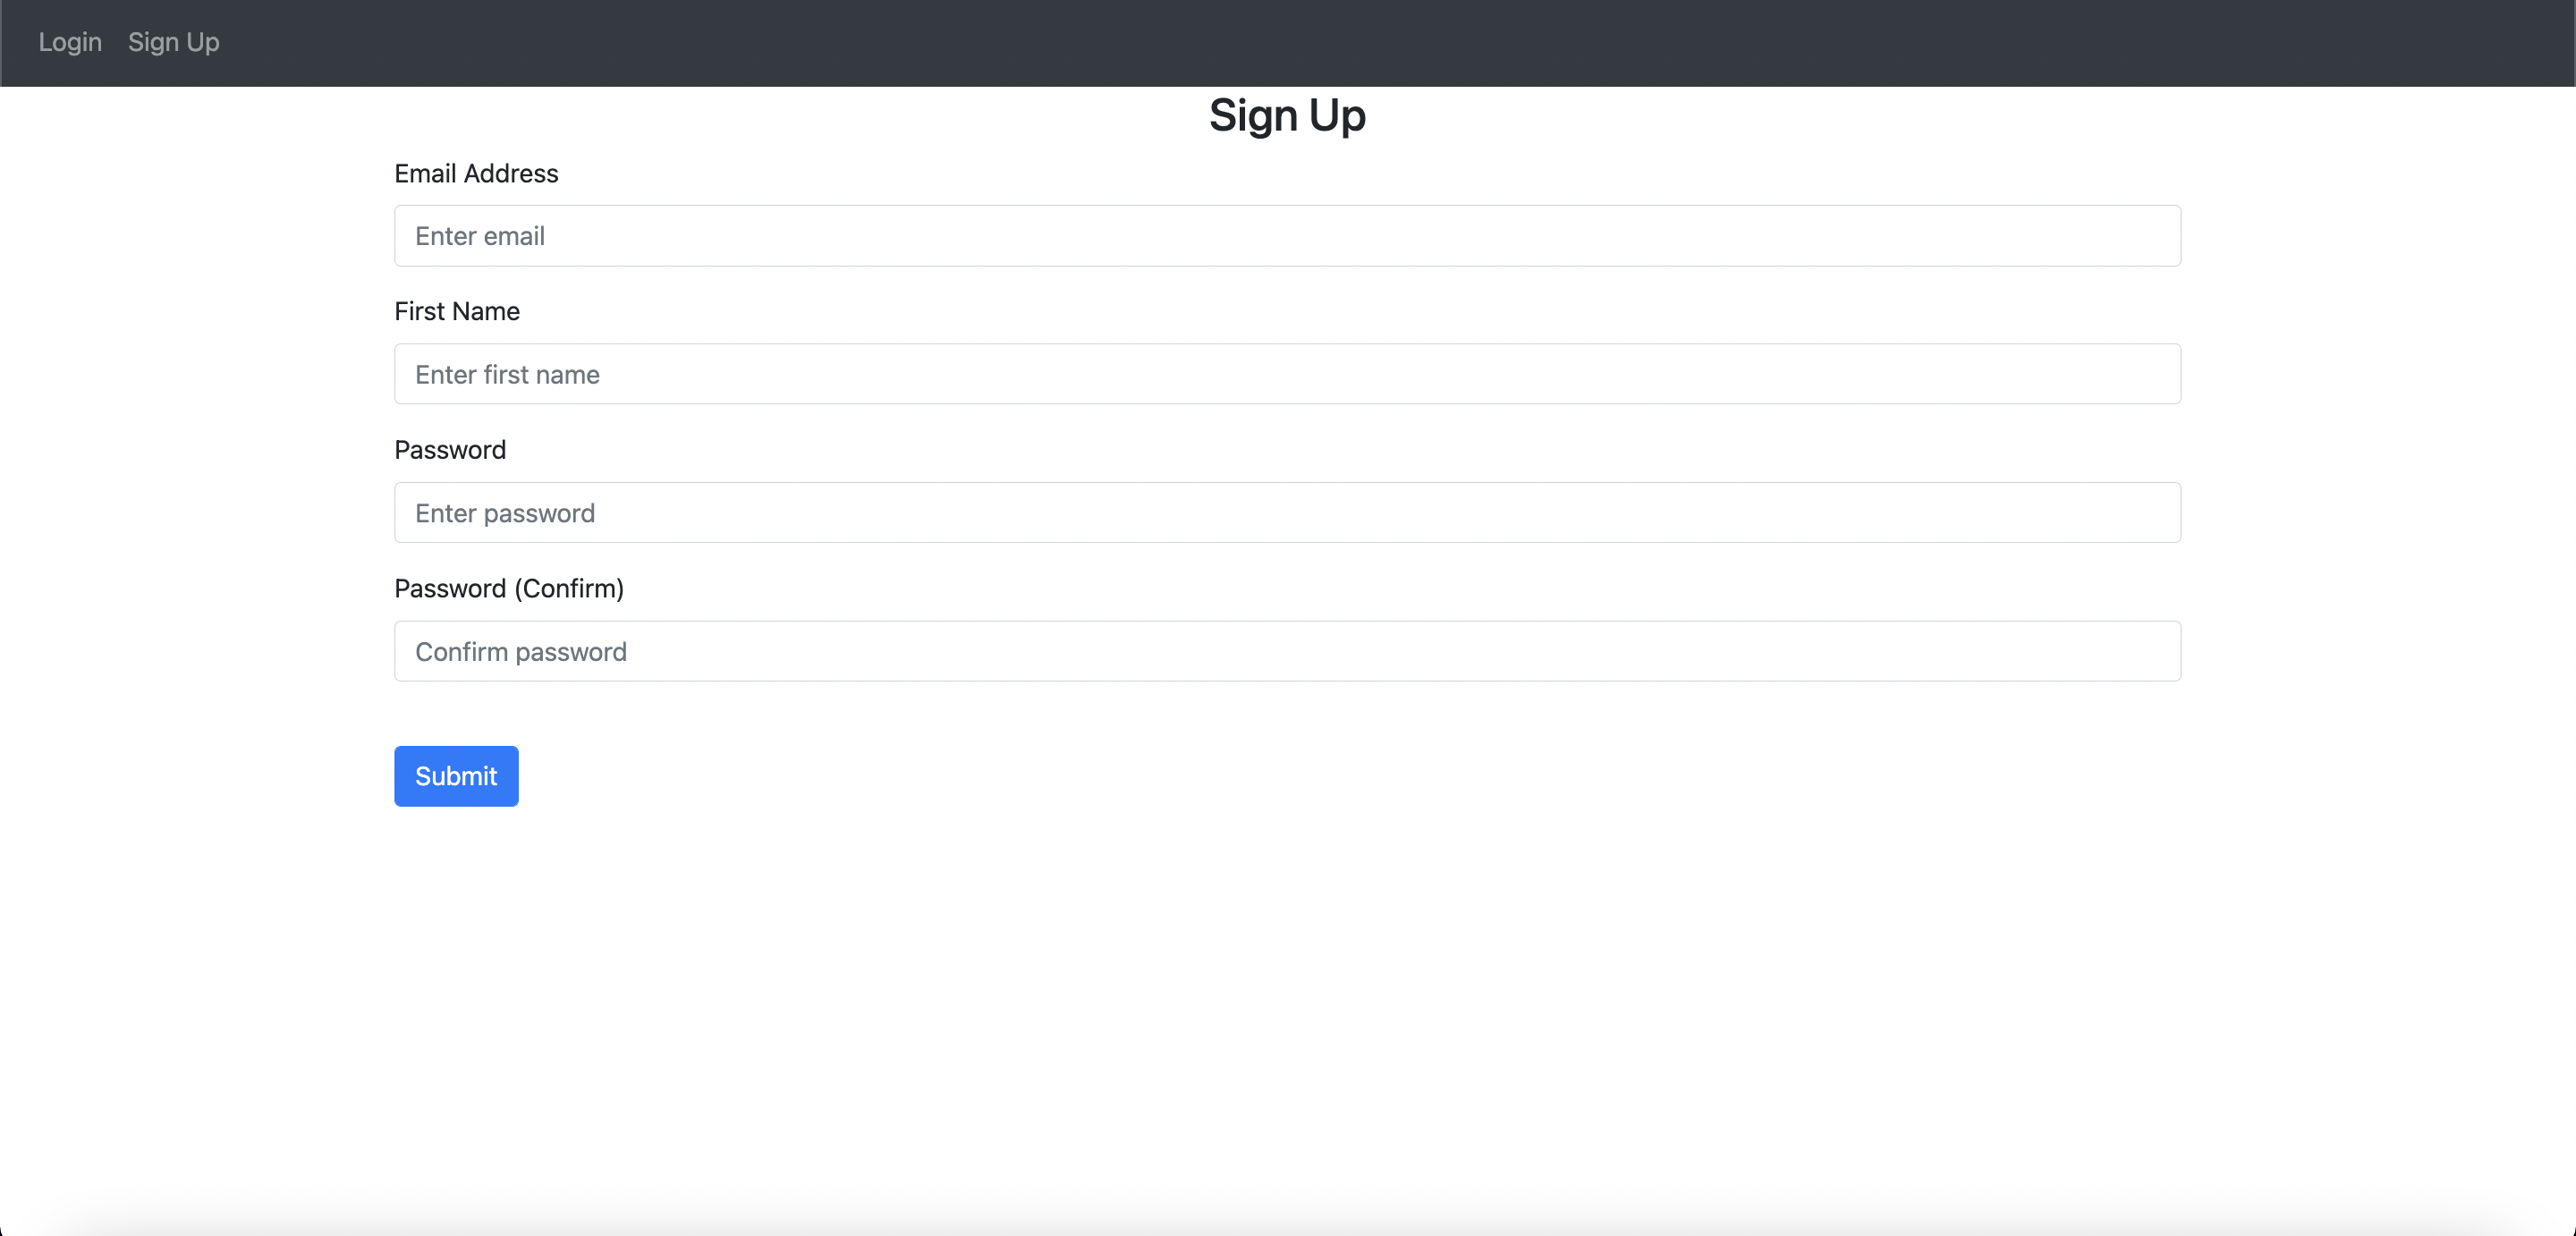 Login Sign Up
Sign Up
Email Address
Enter email
First Name
Enter first name
Password
Enter password
Password (Confirm)
Confirm password
Submit